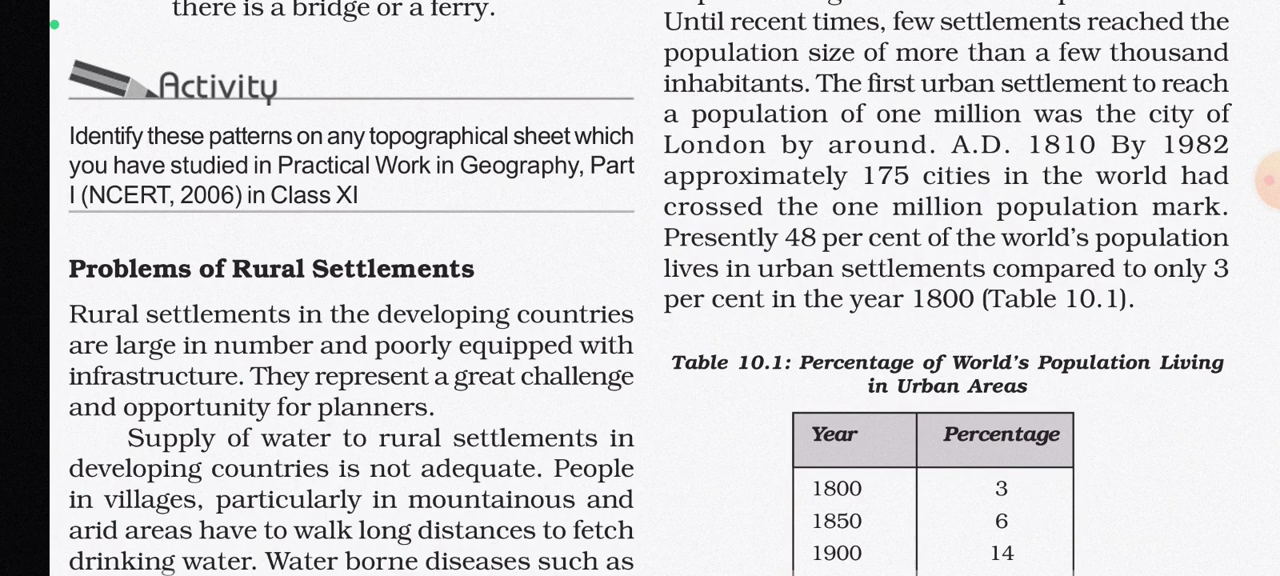 there is a bridge or a ferry.
Activity
Identify these patterns on any topographical sheet which
you have studied in Practical Work in Geography, Part
I (NCERT, 2006) in Class XI
Problems of Rural Settlements
Rural settlements in the developing countries
are large in number and poorly equipped with
infrastructure. They represent a great challenge
and opportunity for planners.
Supply of water to rural settlements in
developing countries is not adequate. People
in villages, particularly in mountainous and
arid areas have to walk long distances to fetch
drinking water. Water borne diseases such as
Until recent times, few settlements reached the
population size of more than a few thousand
inhabitants. The first urban settlement to reach
a population of one million was the city of
London by around. A.D. 1810 By 1982
approximately 175 cities in the world had
crossed the one million population mark.
Presently 48 per cent of the world's population
lives in urban settlements compared to only 3
per cent in the year 1800 (Table 10.1).
Table 10.1: Percentage of World's Population Living
in Urban Areas
Year Percentage
1800 3
1850 6
1900 14